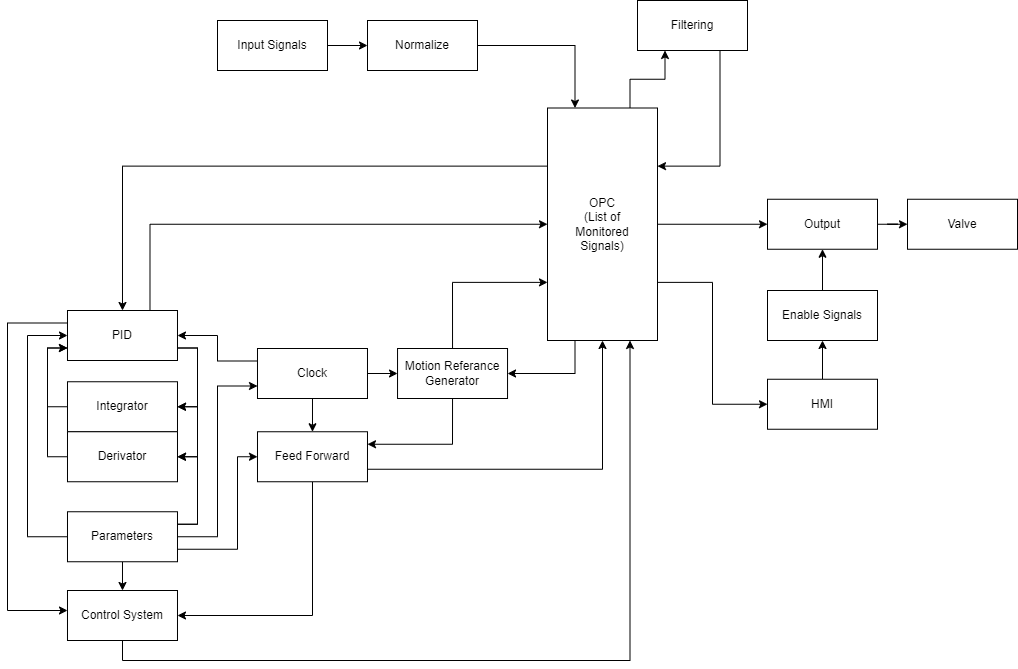 Filtering
Input Signals
Normalize
OPC
(List of
Monitored
Signals)
Output
Valve
Enable Signals
PID
Clock
Motion Referance
Generator
HMI
Integrator
Derivator
Feed Forward
Parameters
Control System